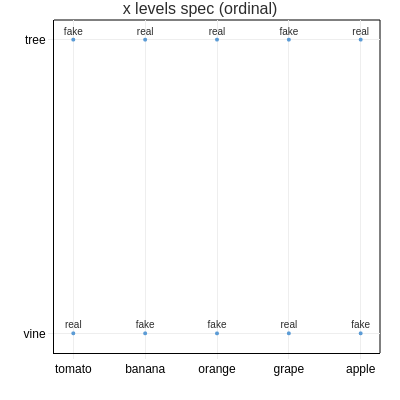 x levels spec (ordinal)
tree
fake real real fake real
vine
real fake fake real fake
tomato banana orange grape apple